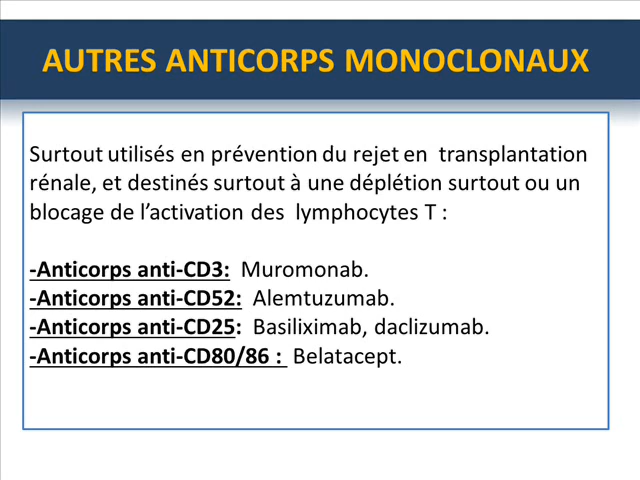 AUTRES ANTICORPS MONOCLONAUX
Surtout utilisés en prévention du rejet en transplantation
rénale, et destinés surtout à une déplétion surtout ou un
blocage de l’activation des lymphocytes T :
-Anticorps anti-CD3: Muromonab.
-Anticorps anti-CD52: Alemtuzumab.
-Anticorps anti-CD25: Basiliximab, daclizumab.
-Anticorps anti-CD80/86 : Belatacept.